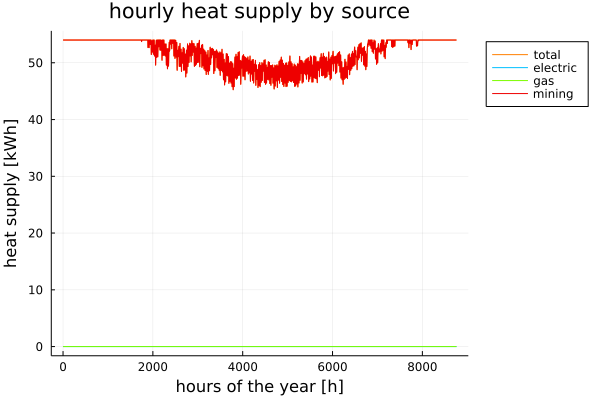 hourly heat supply by source
heat supply [kWh]
50
40
30
20
10
0
0 2000 4000 6000 8000
hours of the year [h]
total
electric
gas
mining